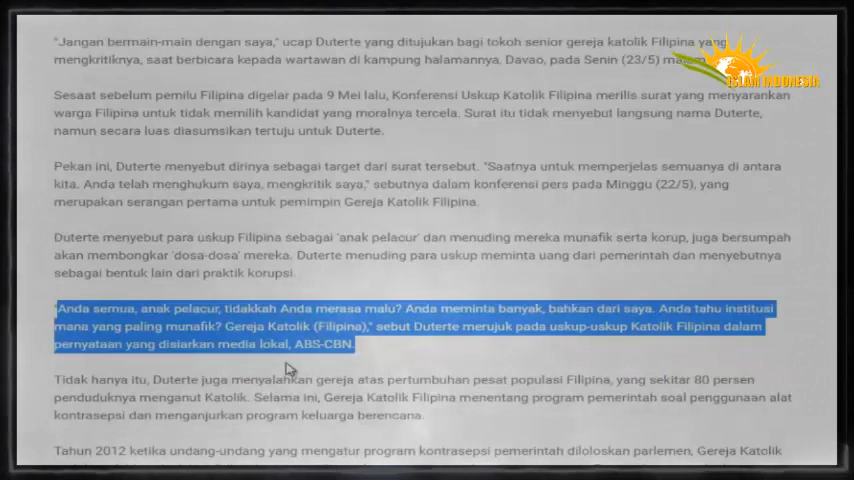 "Jangan bermain-main dengan saya," ucap Duterte yang ditujukan bagi tokoh senior gereja katolik Filipina yang
mengkritiknya, saat berbicara kepada wartawan di kampung halamannya, Davao, pada Senin (23/5) malam.
ISLAM INDONESIA
Sesaat sebelum pemilu Filipina digelar pada 9 Mei lalu, Konferensi Uskup Katolik Filipina merilis surat yang menyarankan
warga Filipina untuk tidak memilih kandidat yang moralnya tercela. Surat itu tidak menyebut langsung nama Duterte,
namun secara luas diasumsikan tertuju untuk Duterte.
Pekan ini, Duterte menyebut dirinya sebagai target dari surat tersebut. "Saatnya untuk memperjelas semuanya di antara
kita. Anda telah menghukum saya, mengkritik saya," sebutnya dalam konferensi pers pada Minggu (22/5), yang
merupakan serangan pertama untuk pemimpin Gereja Katolik Filipina.
Duterte menyebut para uskup Filipina sebagai 'anak pelacur' dan menuding mereka munafik serta korup, juga bersumpah
akan membongkar 'dosa-dosa' mereka. Duterte menuding para uskup meminta uang dari pemerintah dan menyebutnya
sebagai bentuk lain dari praktik korupsi.
"Anda semua, anak pelacur, tidakkah Anda merasa malu? Anda meminta banyak, bahkan dari saya. Anda tahu institusi
mana yang paling munafik? Gereja Katolik (Filipina)," sebut Duterte merujuk pada uskup-uskup Katolik Filipina dalam
pernyataan yang disiarkan media lokal, ABS-CBN.
Tidak hanya itu, Duterte juga menyalahkan gereja atas pertumbuhan pesat populasi Filipina, yang sekitar 80 persen
penduduknya menganut Katolik. Selama ini, Gereja Katolik Filipina menentang program pemerintah soal penggunaan alat
kontrasepsi dan menganjurkan program keluarga berencana.
Tahun 2012 ketika undang-undang yang mengatur program kontrasepsi pemerintah diloloskan parlemen, Gereja Katolik